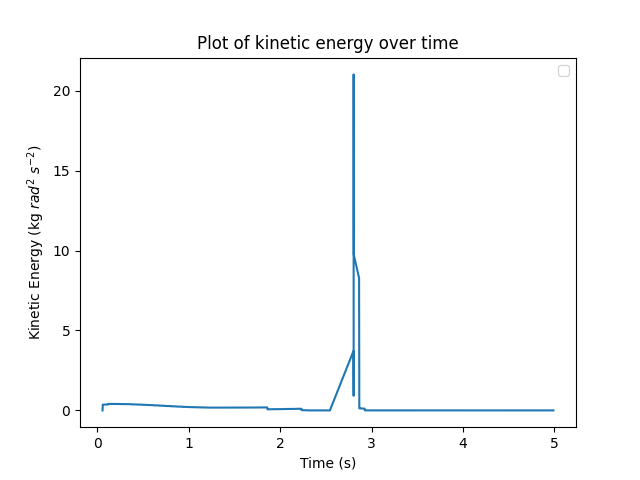 Plot of kinetic energy over time
20
15
10
5
0
Kinetic Energy (kg rad² s⁻²)
0 1 2 3 4 5
Time (s)